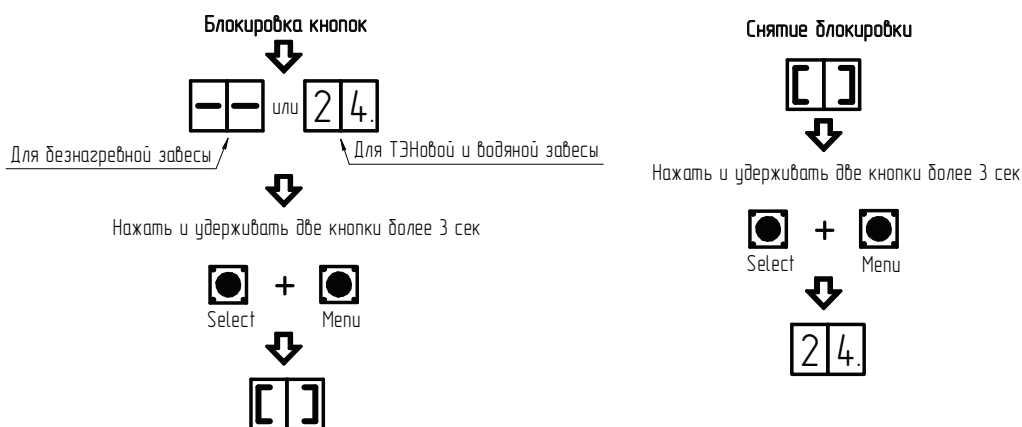 Блокировка кнопок
-- или 24.
Для безнагревной завесы
Для ТЭНовой и водяной завесы
Нажать и удерживать две кнопки более 3 сек
+
Select Menu
[ ]
Снятие блокировки
[ ]
Нажать и удерживать две кнопки более 3 сек
+
Select Menu
24.